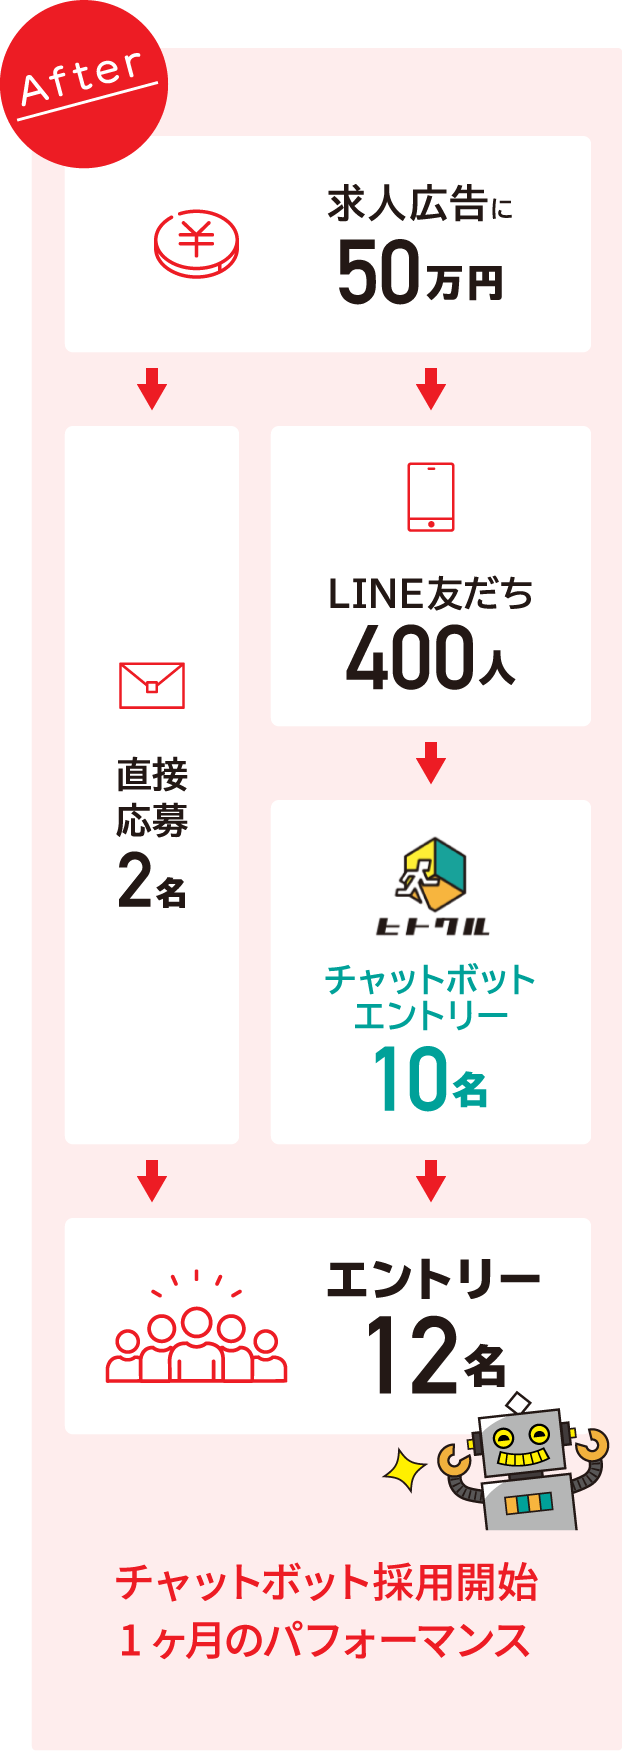 After
求人広告に
50万円
LINE友だち
400人
直接
応募
2名
ヒトクル
チャットボット
エントリー
10名
エントリー
12名
チャットボット採用開始
1ヶ月のパフォーマンス